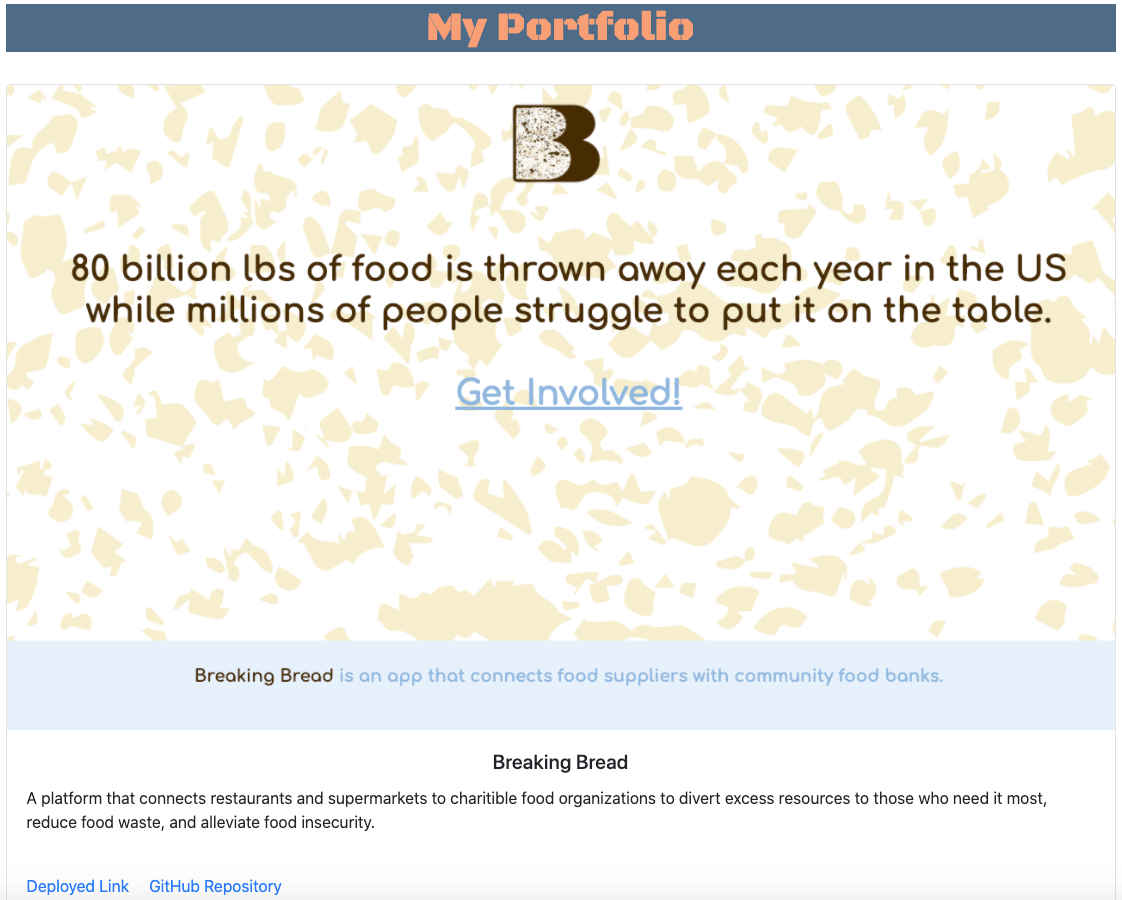 My Portfolio
B
80 billion lbs of food is thrown away each year in the US
while millions of people struggle to put it on the table.
Get Involved!
Breaking Bread is an app that connects food suppliers with community food banks.
Breaking Bread
A platform that connects restaurants and supermarkets to charitible food organizations to divert excess resources to those who need it most,
reduce food waste, and alleviate food insecurity.
Deployed Link GitHub Repository